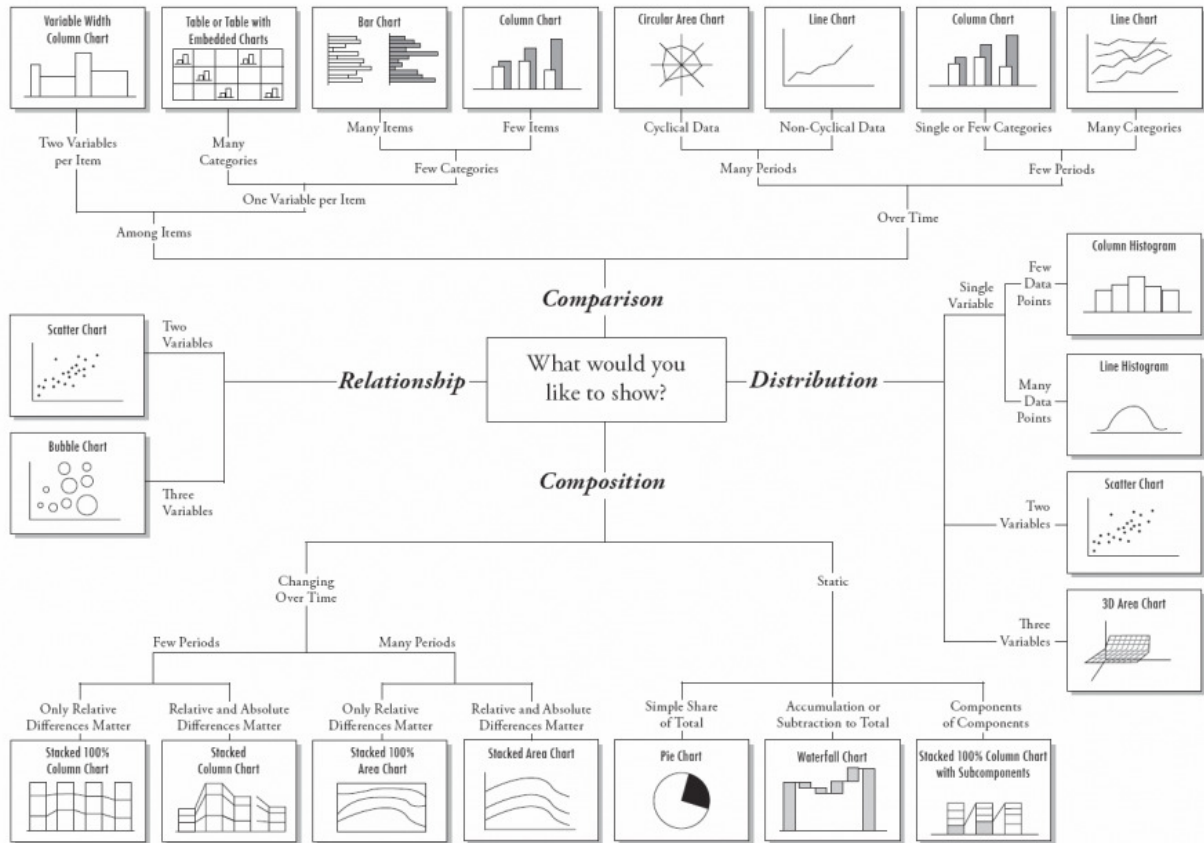 Variable Width
Column Chart
Table or Table with
Embedded Charts
Bar Chart
Column Chart
Circular Area Chart
Line Chart
Column Chart
Line Chart
Two Variables
per Item
Many
Categories
Many Items
Few Items
Cyclical Data
Non-Cyclical Data
Single or Few Categories
Many Categories
Few Categories
Many Periods
Few Periods
One Variable per Item
Among Items
Over Time
Comparison
What would you
like to show?
Relationship
Two
Variables
Scatter Chart
Three
Variables
Bubble Chart
Distribution
Single
Variable
Few
Data
Points
Column Histogram
Many
Data
Points
Line Histogram
Two
Variables
Scatter Chart
Three
Variables
3D Area Chart
Composition
Changing
Over Time
Static
Few Periods
Many Periods
Only Relative
Differences Matter
Relative and Absolute
Differences Matter
Only Relative
Differences Matter
Relative and Absolute
Differences Matter
Simple Share
of Total
Accumulation or
Subtraction to Total
Components
of Components
Stacked 100%
Column Chart
Stacked
Column Chart
Stacked 100%
Area Chart
Stacked Area Chart
Pie Chart
Waterfall Chart
Stacked 100% Column Chart
with Subcomponents